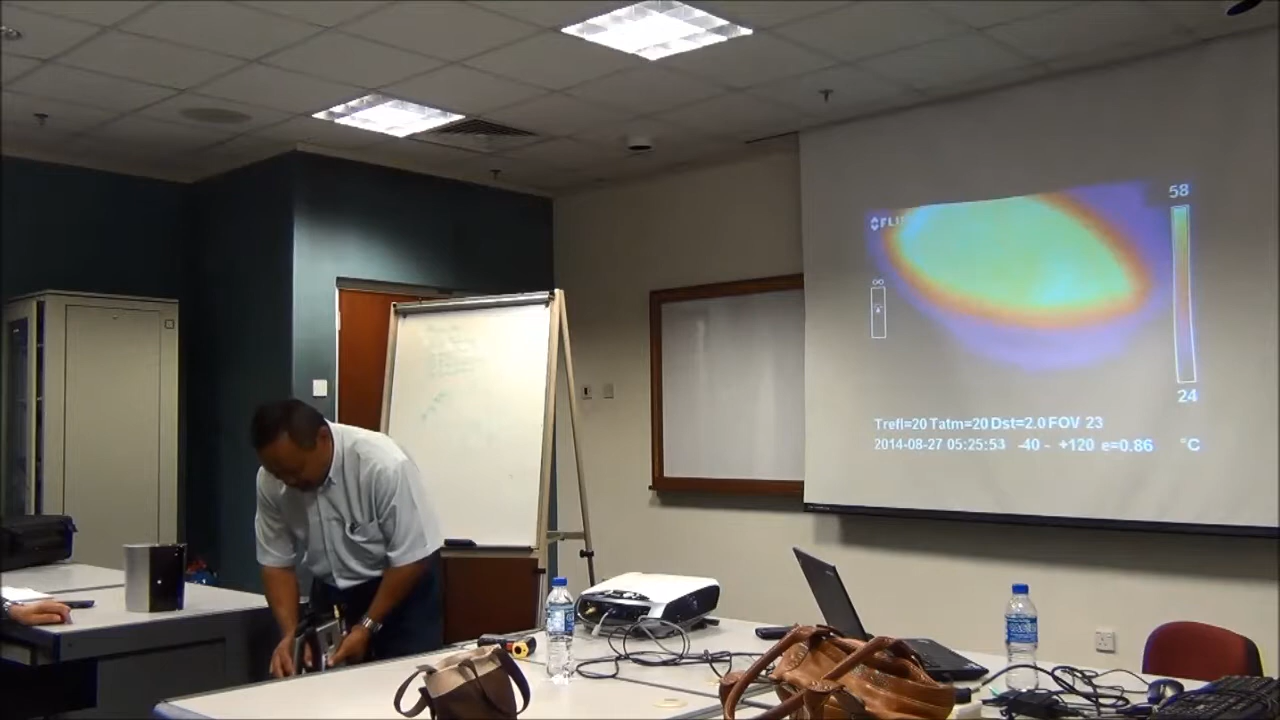 58
FLI
24
Trefl=20 Tatm=20 Dst=2.0 FOV 23
2014-08-27 05:25:53 -40 - +120 e=0.86 °C